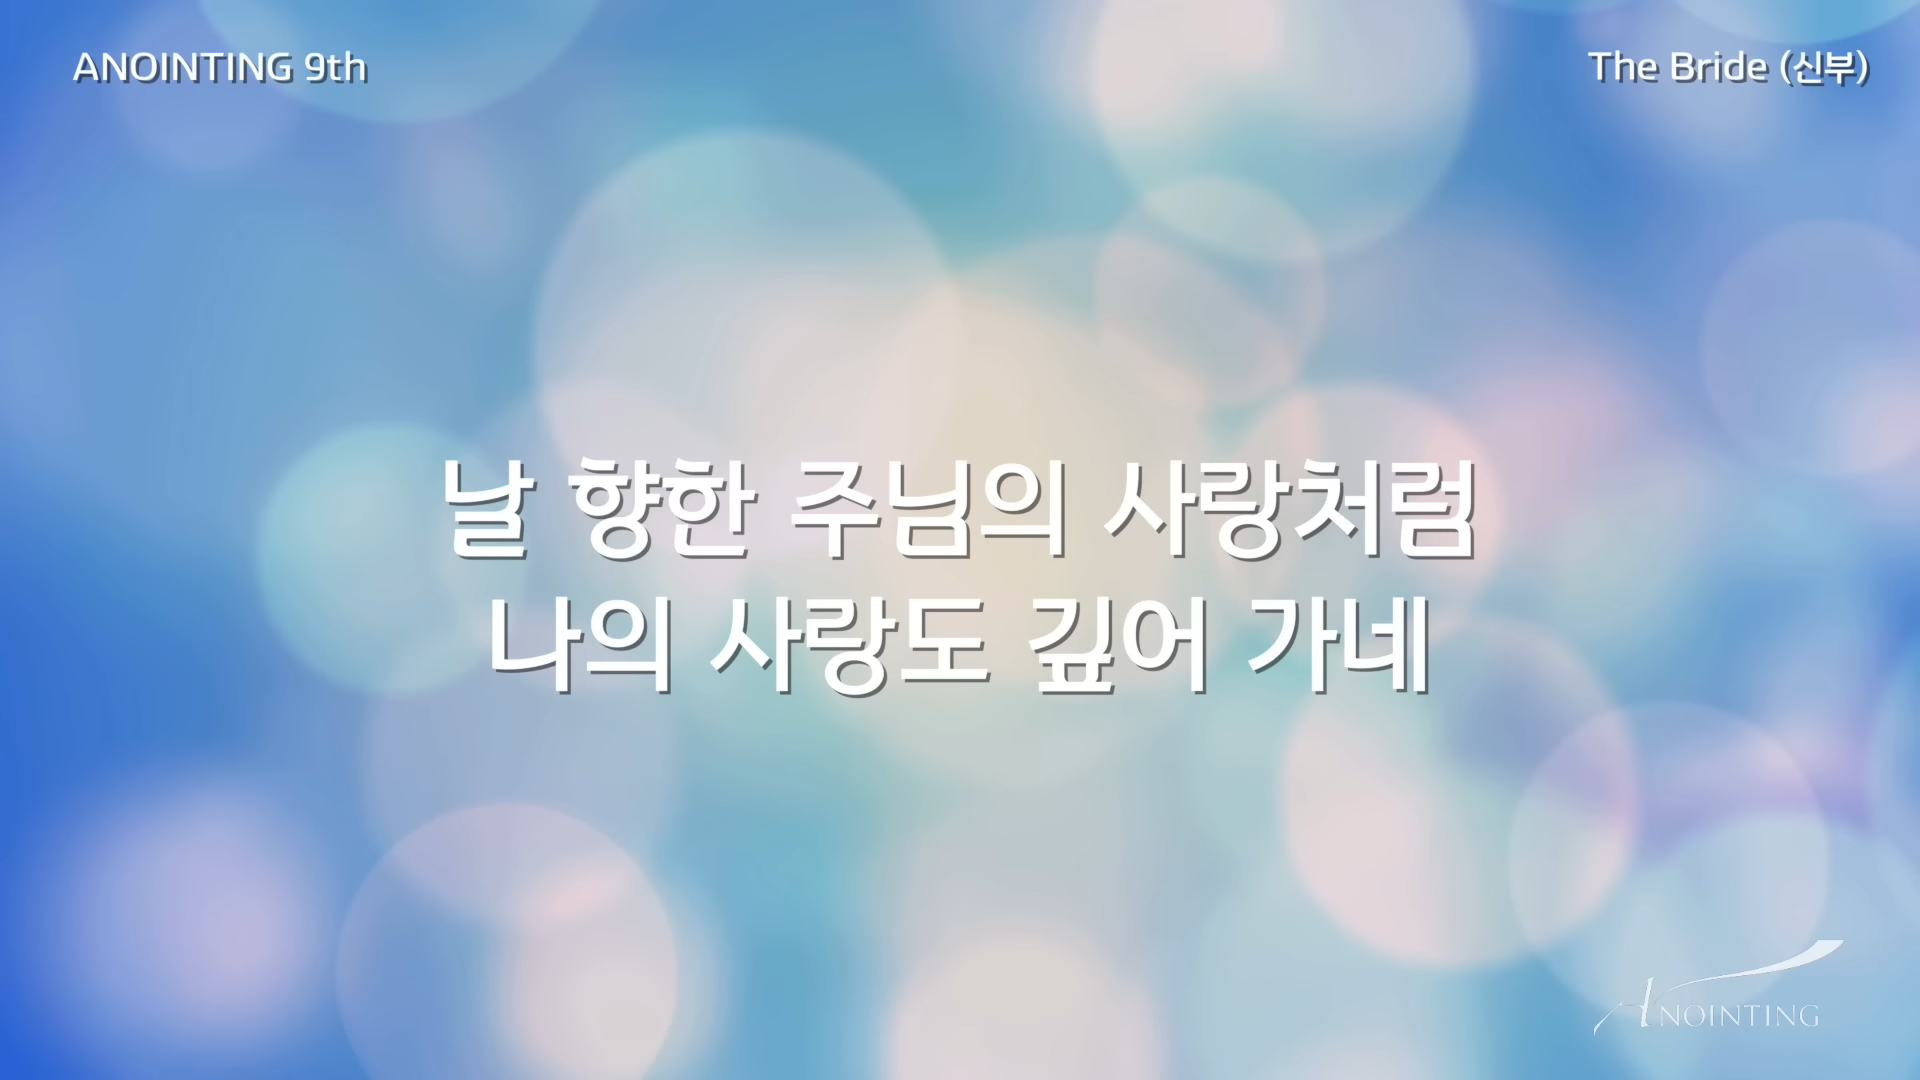 ANOINTING 9th
The Bride (신부)
날 향한 주님의 사랑처럼
나의 사랑도 깊어 가네
ANOINTING